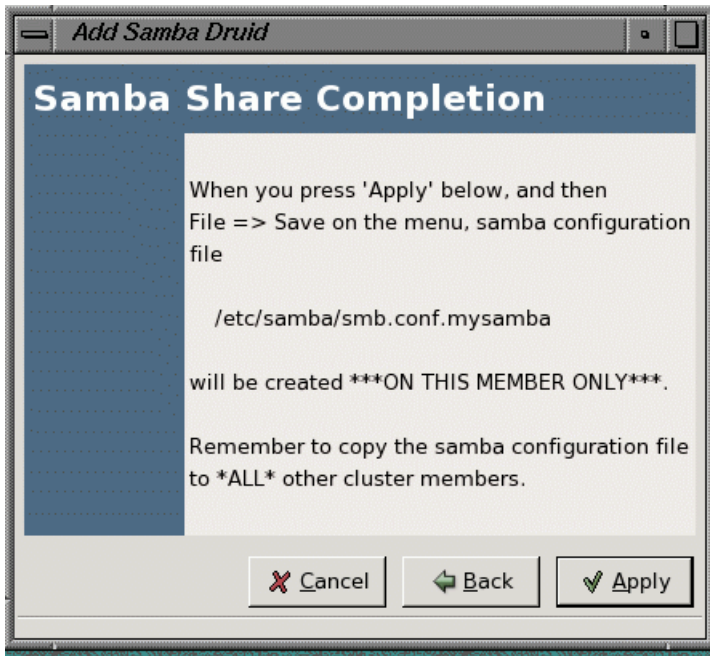 Add Samba Druid
Samba Share Completion
When you press 'Apply' below, and then
File => Save on the menu, samba configuration
file
/etc/samba/smb.conf.mysamba
will be created ***ON THIS MEMBER ONLY***.
Remember to copy the samba configuration file
to *ALL* other cluster members.
Cancel
Back
Apply